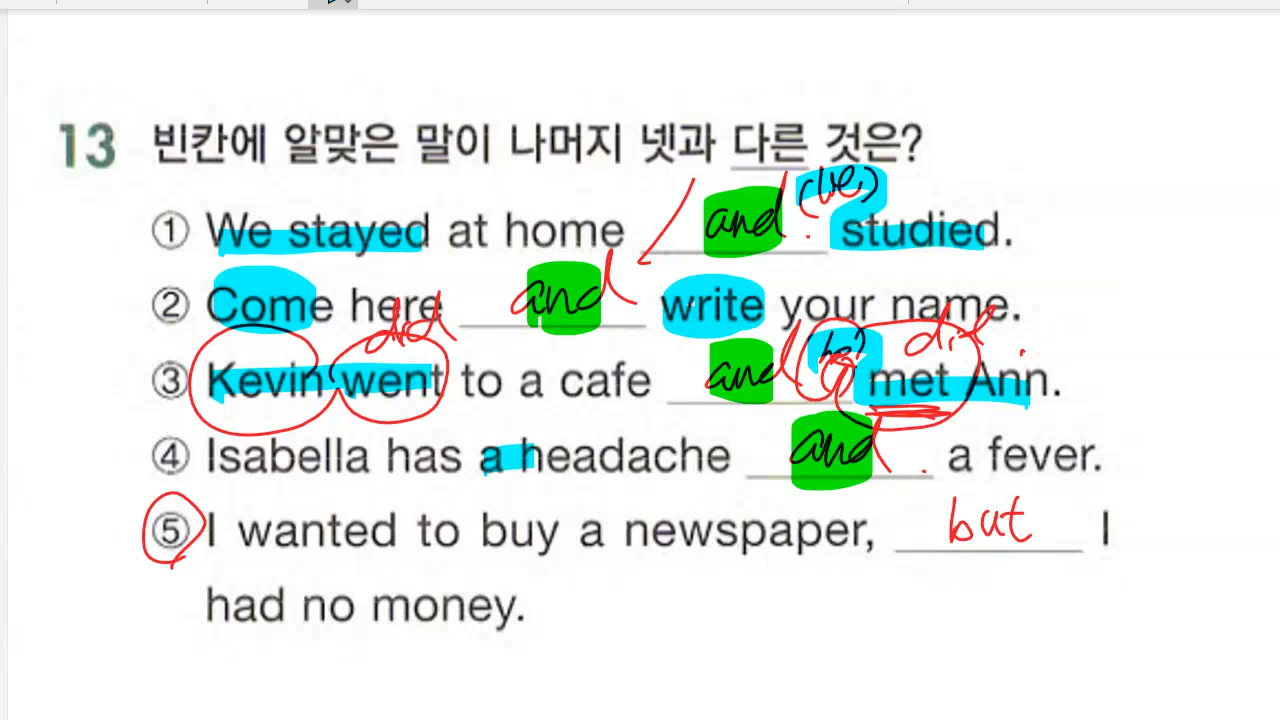 13 빈칸에 알맞은 말이 나머지 넷과 다른 것은?
① We stayed at home and (we) studied.
② Come here and write your name.
did did
③ Kevin went to a cafe and (he) met Ann.
④ Isabella has a headache and a fever.
⑤ I wanted to buy a newspaper, but I
had no money.